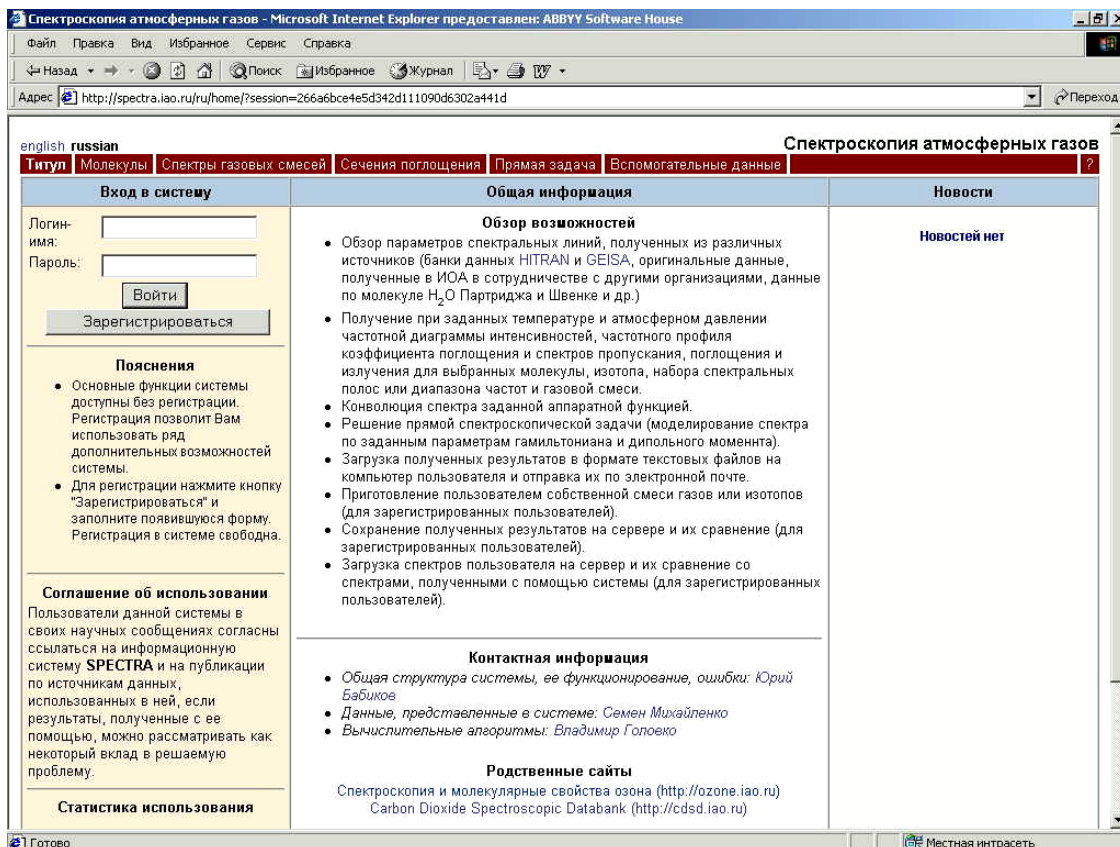 Спектроскопия атмосферных газов - Microsoft Internet Explorer предоставлен: ABBYY Software House
Файл Правка Вид Избранное Сервис Справка
Назад Поиск Избранное Журнал
Адрес http://spectra.iao.ru/ru/home/?session=266a6bce4e5d342d111090d6302a441d Переход
english russian
Спектроскопия атмосферных газов
Титул Молекулы Спектры газовых смесей Сечения поглощения Прямая задача Вспомогательные данные ?
Вход в систему
Логин-
имя:
Пароль:
Войти
Зарегистрироваться
Пояснения
• Основные функции системы
доступны без регистрации.
Регистрация позволит Вам
использовать ряд
дополнительных возможностей
системы.
• Для регистрации нажмите кнопку
"Зарегистрироваться" и
заполните появившуюся форму.
Регистрация в системе свободна.
Соглашение об использовании
Пользователи данной системы в
своих научных сообщениях согласны
ссылаться на информационную
систему SPECTRA и на публикации
по источникам данных,
использованных в ней, если
результаты, полученные с ее
помощью, можно рассматривать как
некоторый вклад в решаемую
проблему.
Статистика использования
Общая информация
Обзор возможностей
• Обзор параметров спектральных линий, полученных из различных
источников (банки данных HITRAN и GEISA, оригинальные данные,
полученные в ИОА в сотрудничестве с другими организациями, данные
по молекуле H2O Партриджа и Швенке и др.)
• Получение при заданных температуре и атмосферном давлении
частотной диаграммы интенсивностей, частотного профиля
коэффициента поглощения и спектров пропускания, поглощения и
излучения для выбранных молекулы, изотопа, набора спектральных
полос или диапазона частот и газовой смеси.
• Конволюция спектра заданной аппаратной функцией.
• Решение прямой спектроскопической задачи (моделирование спектра
по заданным параметрам гамильтониана и дипольного моменнта).
• Загрузка полученных результатов в формате текстовых файлов на
компьютер пользователя и отправка их по электронной почте.
• Приготовление пользователем собственной смеси газов или изотопов
(для зарегистрированных пользователей).
• Сохранение полученных результатов на сервере и их сравнение (для
зарегистрированных пользователей).
• Загрузка спектров пользователя на сервер и их сравнение со
спектрами, полученными с помощью системы (для зарегистрированных
пользователей).
Контактная информация
• Общая структура системы, ее функционирование, ошибки: Юрий
Бабиков
• Данные, представленные в системе: Семен Михайленко
• Вычислительные алгоритмы: Владимир Головко
Родственные сайты
Спектроскопия и молекулярные свойства озона (http://ozone.iao.ru)
Carbon Dioxide Spectroscopic Databank (http://cdsd.iao.ru)
Новости
Новостей нет
Готово
Местная интрасеть